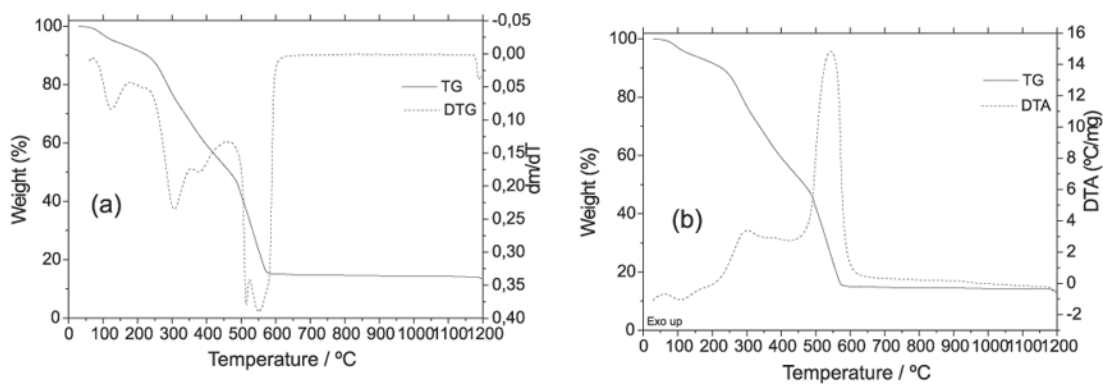 (a)
100
80
60
40
20
0
Weight (%)
0 100 200 300 400 500 600 700 800 900 1000 1100 1200
Temperature / ºC
-0,05
0,00
0,05
0,10
0,15
0,20
0,25
0,30
0,35
0,40
dm/dT
TG
DTG
(b)
100
80
60
40
20
0
Weight (%)
Exo up
0 100 200 300 400 500 600 700 800 900 1000 1100 1200
Temperature / ºC
16
14
12
10
8
6
4
2
0
-2
DTA (ºC/mg)
TG
DTA